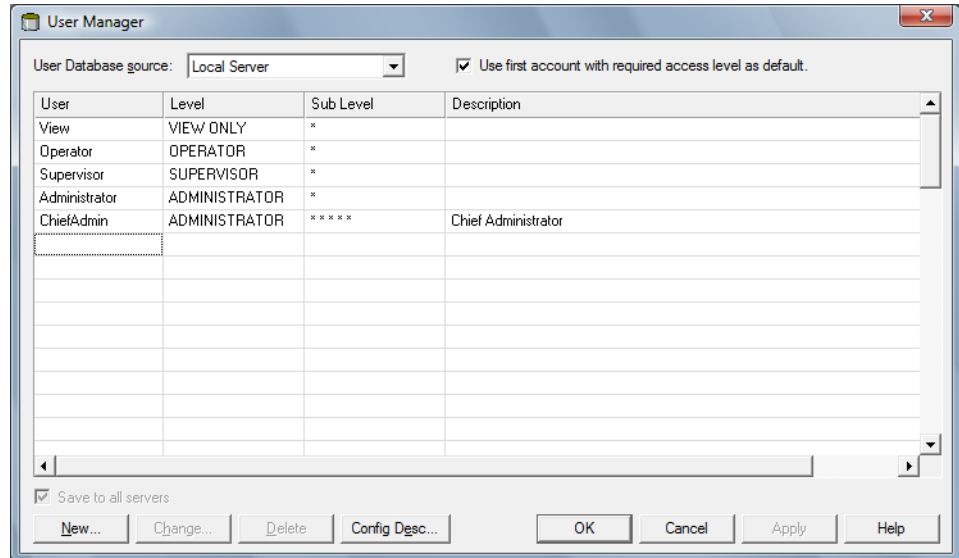 User Manager
User Database source: Local Server Use first account with required access level as default.
User Level Sub Level Description
View VIEW ONLY *
Operator OPERATOR *
Supervisor SUPERVISOR *
Administrator ADMINISTRATOR *
ChiefAdmin ADMINISTRATOR * * * * * Chief Administrator
Save to all servers
New... Change... Delete Config Desc... OK Cancel Apply Help